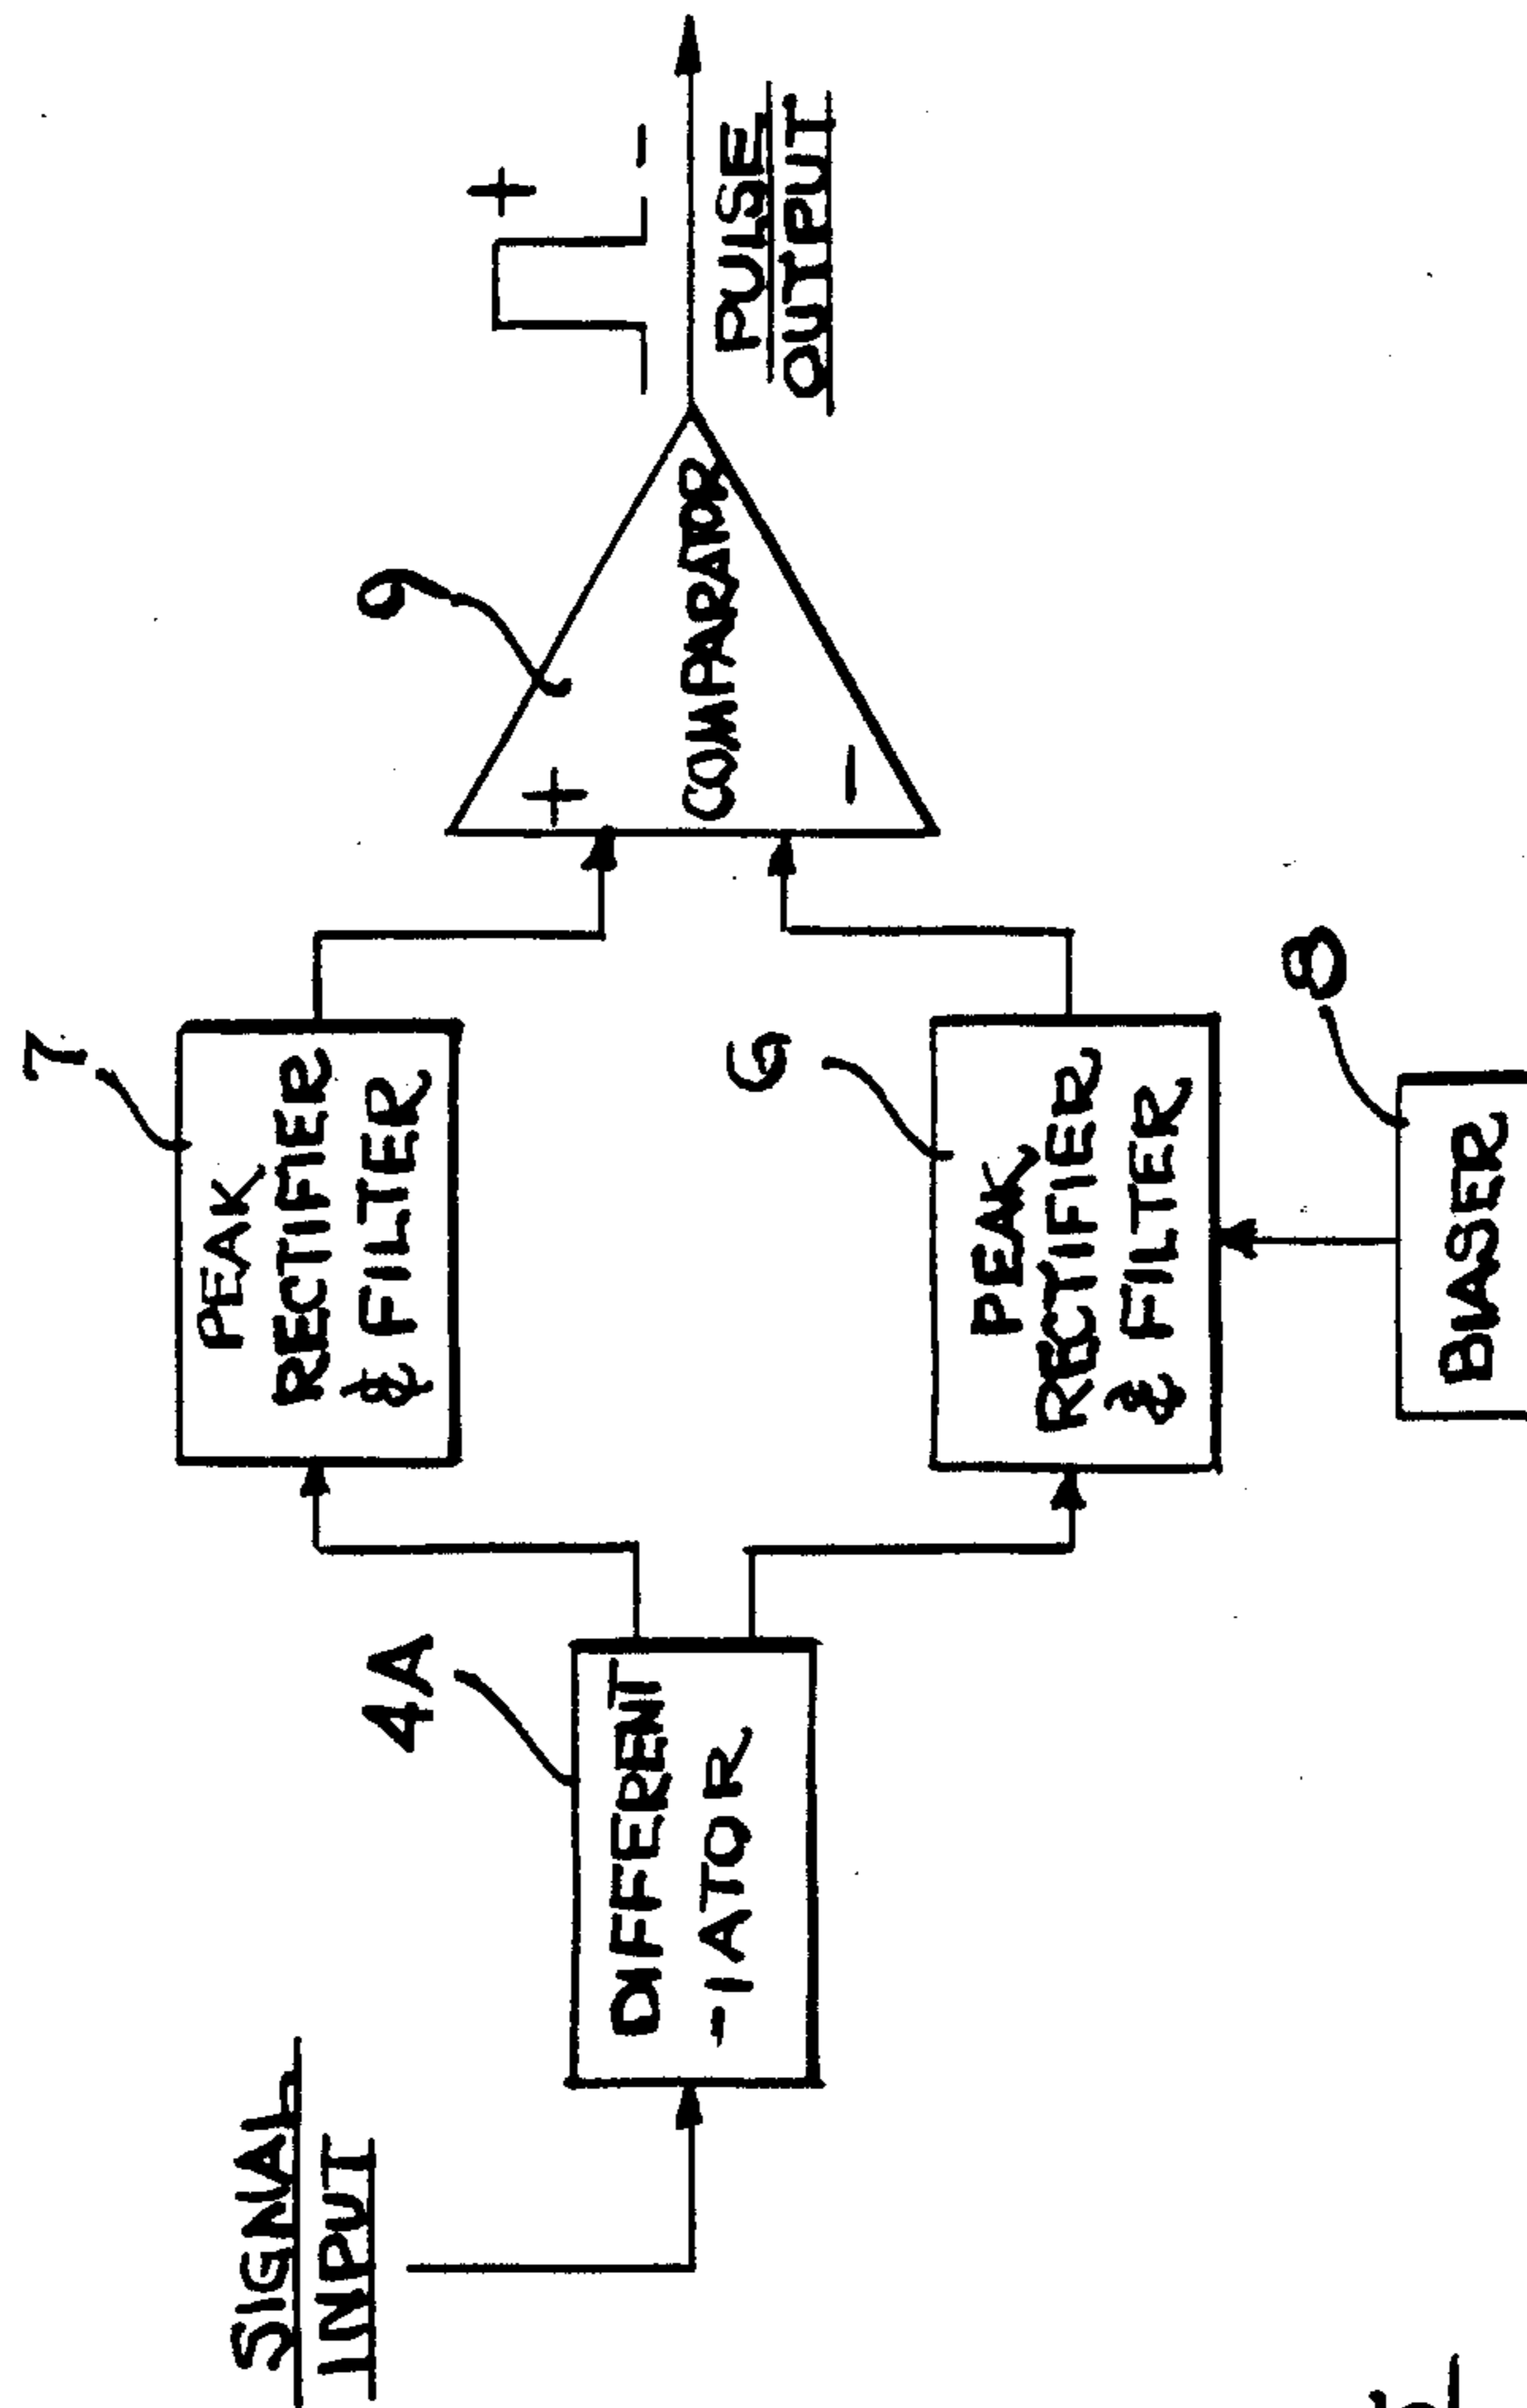 SIGNAL
INPUT
4A
DIFFERENT
-IATOR
7
PEAK
RECTIFIER
& FILTER
6
PEAK
RECTIFIER
& FILTER
8
BIASER
9
+
COMPARATOR
-
+
-
PULSE
OUTPUT